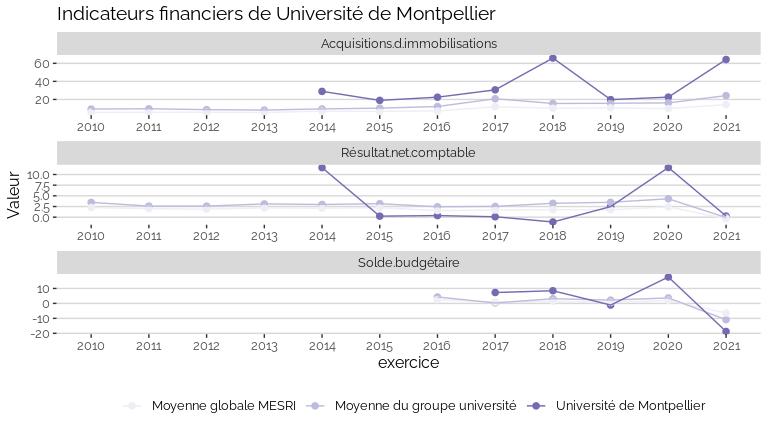 Indicateurs financiers de Université de Montpellier
Acquisitions.d.immobilisations
60
40
20
2010 2011 2012 2013 2014 2015 2016 2017 2018 2019 2020 2021
Résultat.net.comptable
10.0
7.5
5.0
2.5
0.0
2010 2011 2012 2013 2014 2015 2016 2017 2018 2019 2020 2021
Valeur
Solde.budgétaire
10
0
-10
-20
2010 2011 2012 2013 2014 2015 2016 2017 2018 2019 2020 2021
exercice
Moyenne globale MESRI Moyenne du groupe université Université de Montpellier